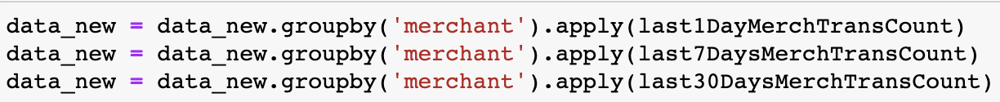 data_new = data_new.groupby('merchant').apply(last1DayMerchTransCount)
data_new = data_new.groupby('merchant').apply(last7DaysMerchTransCount)
data_new = data_new.groupby('merchant').apply(last30DaysMerchTransCount)